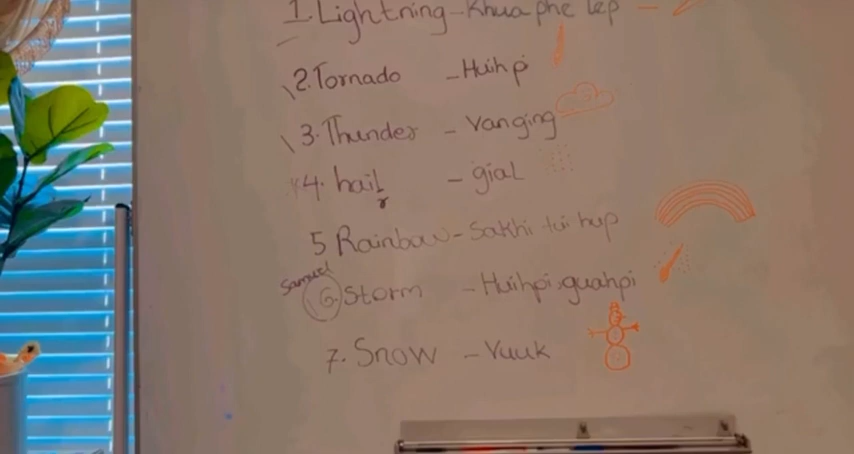 1. Lightning - Khua phe lep -
2. Tornado - Huihpi
3. Thunder - Vanging
4. hail - gial
5 Rainbow - Sakhi tui hup
Samuel
6. Storm - Huihpi, guahpi
7. Snow - Vuuk